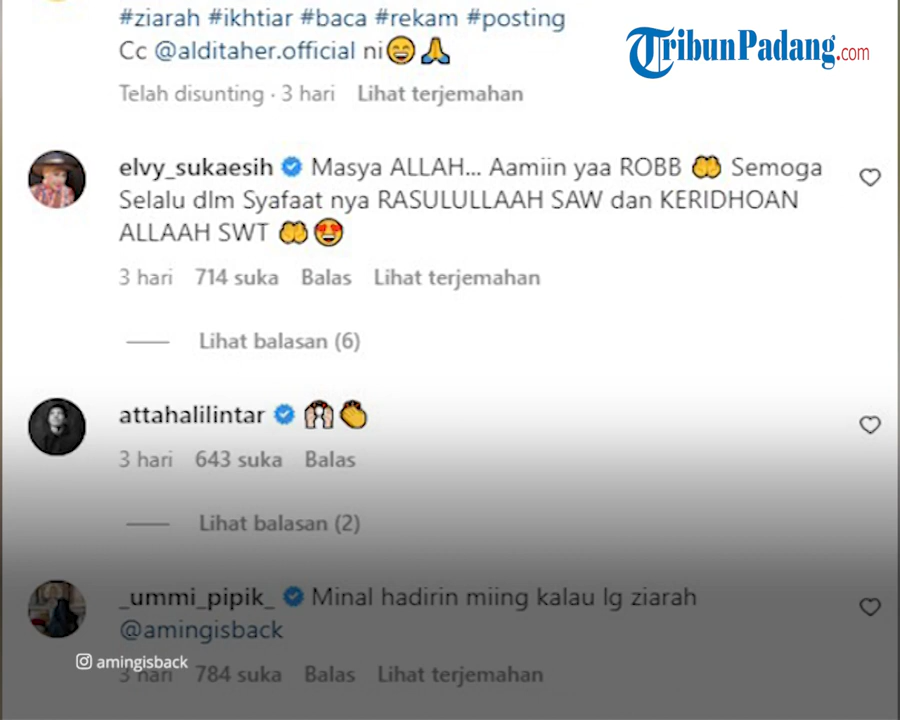 #ziarah #ikhtiar #baca #rekam #posting
Cc @alditaher.official ni😄🙏
Telah disunting · 3 hari Lihat terjemahan
TribunPadang.com
elvy_sukaesih Masya ALLAH... Aamiin yaa ROBB 🤲 Semoga
Selalu dlm Syafaat nya RASULULLAAH SAW dan KERIDHOAN
ALLAAH SWT 🤲😍
3 hari 714 suka Balas Lihat terjemahan
Lihat balasan (6)
attahalilintar 🙌👏
3 hari 643 suka Balas
Lihat balasan (2)
_ummi_pipik_ Minal hadirin miing kalau lg ziarah
@amingisback
amingisback
3 hari 784 suka Balas Lihat terjemahan